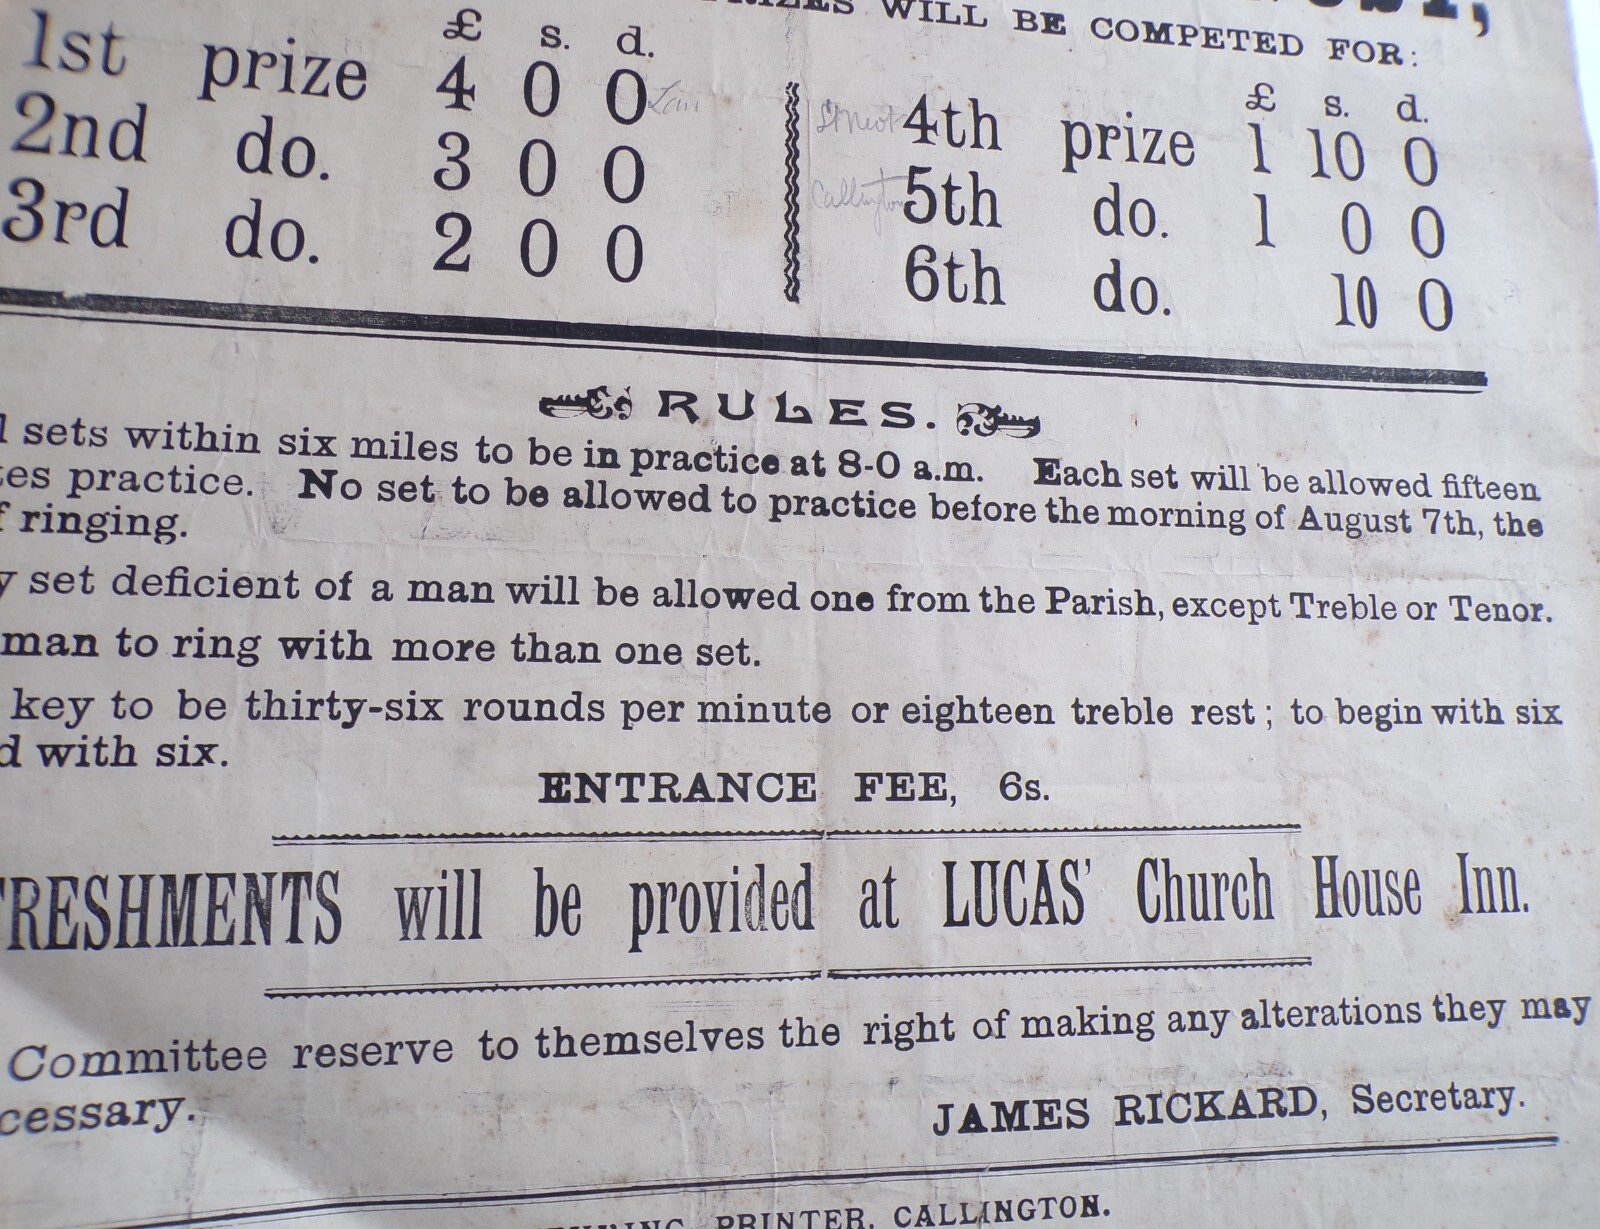 WILL BE COMPETED FOR:
£ s. d.
1st prize 4 0 0
2nd do. 3 0 0
3rd do. 2 0 0
£ s. d.
St Neot 4th prize 1 10 0
Callington 5th do. 1 0 0
6th do. 10 0
RULES.
sets within six miles to be in practice at 8-0 a.m. Each set will be allowed fifteen
es practice. No set to be allowed to practice before the morning of August 7th, the
f ringing.
y set deficient of a man will be allowed one from the Parish, except Treble or Tenor.
man to ring with more than one set.
key to be thirty-six rounds per minute or eighteen treble rest; to begin with six
d with six.
ENTRANCE FEE, 6s.
RESHMENTS will be provided at LUCAS' Church House Inn.
Committee reserve to themselves the right of making any alterations they may
cessary.
JAMES RICKARD, Secretary.
PRINTER, CALLINGTON.